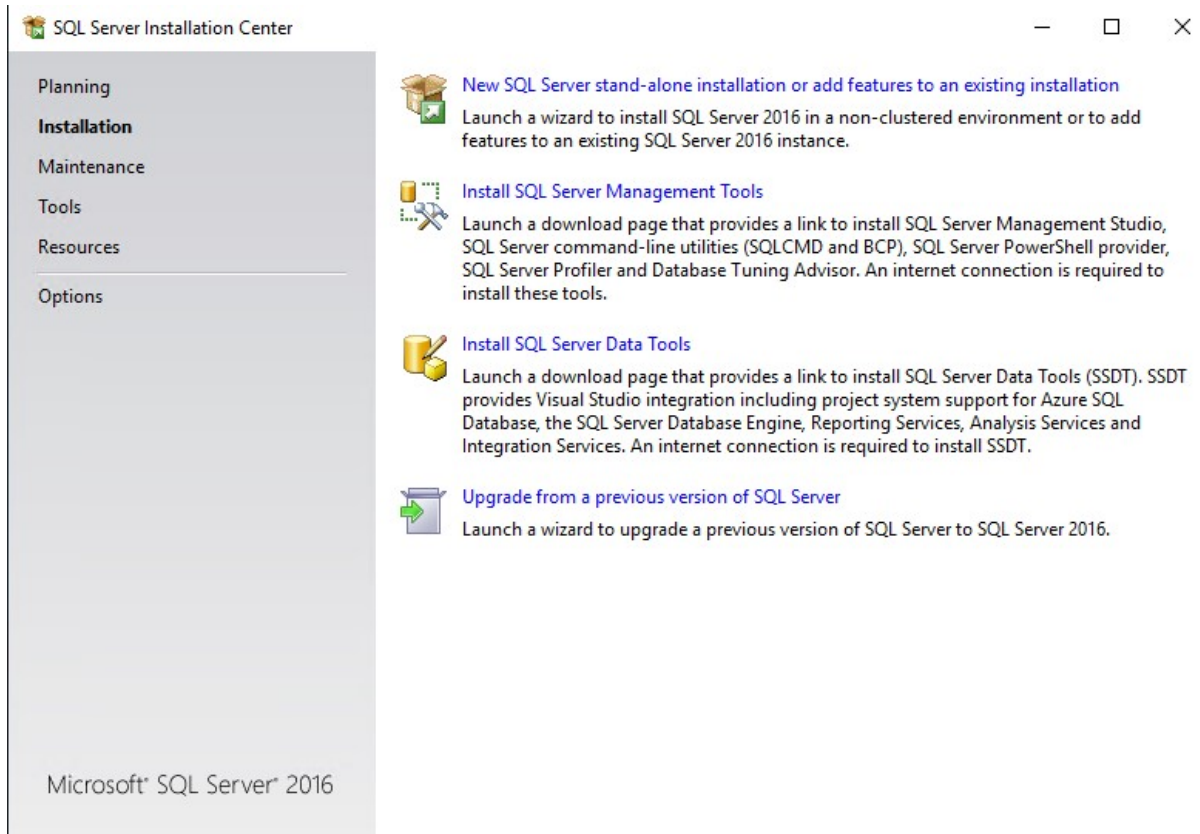 SQL Server Installation Center
Planning
Installation
Maintenance
Tools
Resources
Options
Microsoft® SQL Server® 2016
New SQL Server stand-alone installation or add features to an existing installation
Launch a wizard to install SQL Server 2016 in a non-clustered environment or to add
features to an existing SQL Server 2016 instance.
Install SQL Server Management Tools
Launch a download page that provides a link to install SQL Server Management Studio,
SQL Server command-line utilities (SQLCMD and BCP), SQL Server PowerShell provider,
SQL Server Profiler and Database Tuning Advisor. An internet connection is required to
install these tools.
Install SQL Server Data Tools
Launch a download page that provides a link to install SQL Server Data Tools (SSDT). SSDT
provides Visual Studio integration including project system support for Azure SQL
Database, the SQL Server Database Engine, Reporting Services, Analysis Services and
Integration Services. An internet connection is required to install SSDT.
Upgrade from a previous version of SQL Server
Launch a wizard to upgrade a previous version of SQL Server to SQL Server 2016.